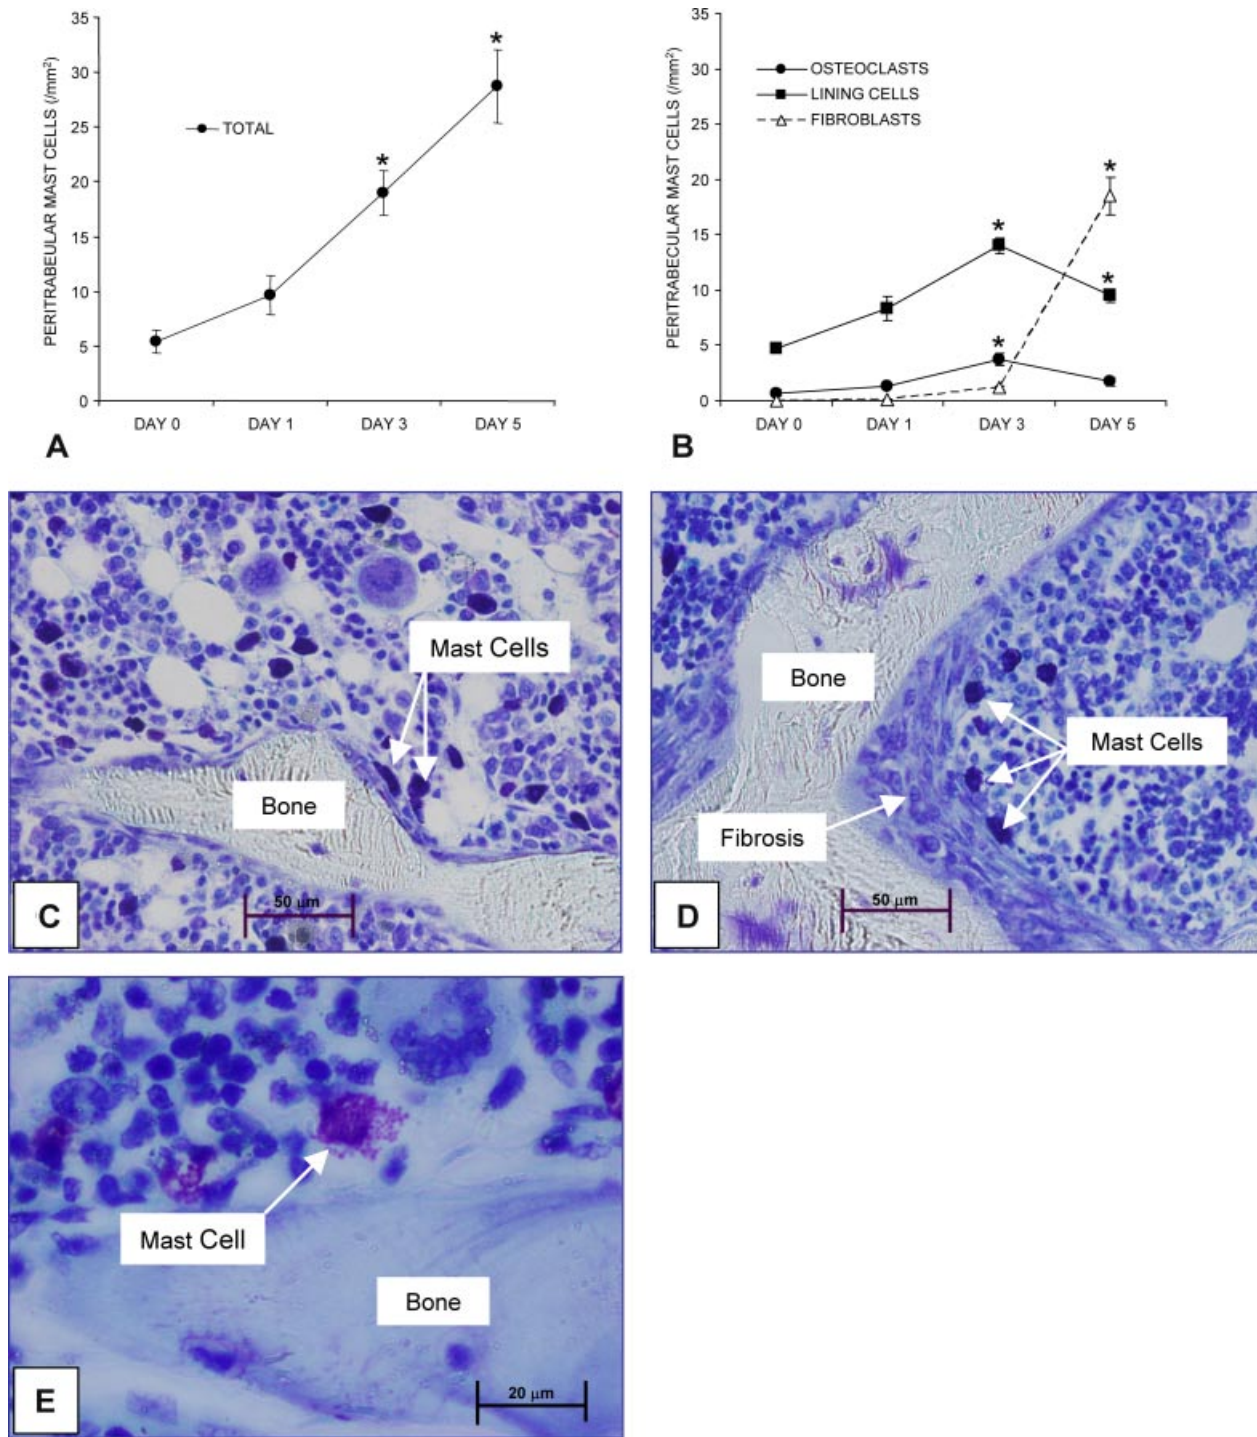 35
30
25
20
15
10
5
0
PERITRABEULAR MAST CELLS (/mm²)
TOTAL
*
*
DAY 0 DAY 1 DAY 3 DAY 5
A
35
30
25
20
15
10
5
0
PERITRABECULAR MAST CELLS (/mm²)
OSTEOCLASTS
LINING CELLS
FIBROBLASTS
*
*
*
*
DAY 0 DAY 1 DAY 3 DAY 5
B
Mast Cells
Bone
50 μm
C
Bone
Mast Cells
Fibrosis
50 μm
D
Mast Cell
Bone
20 μm
E